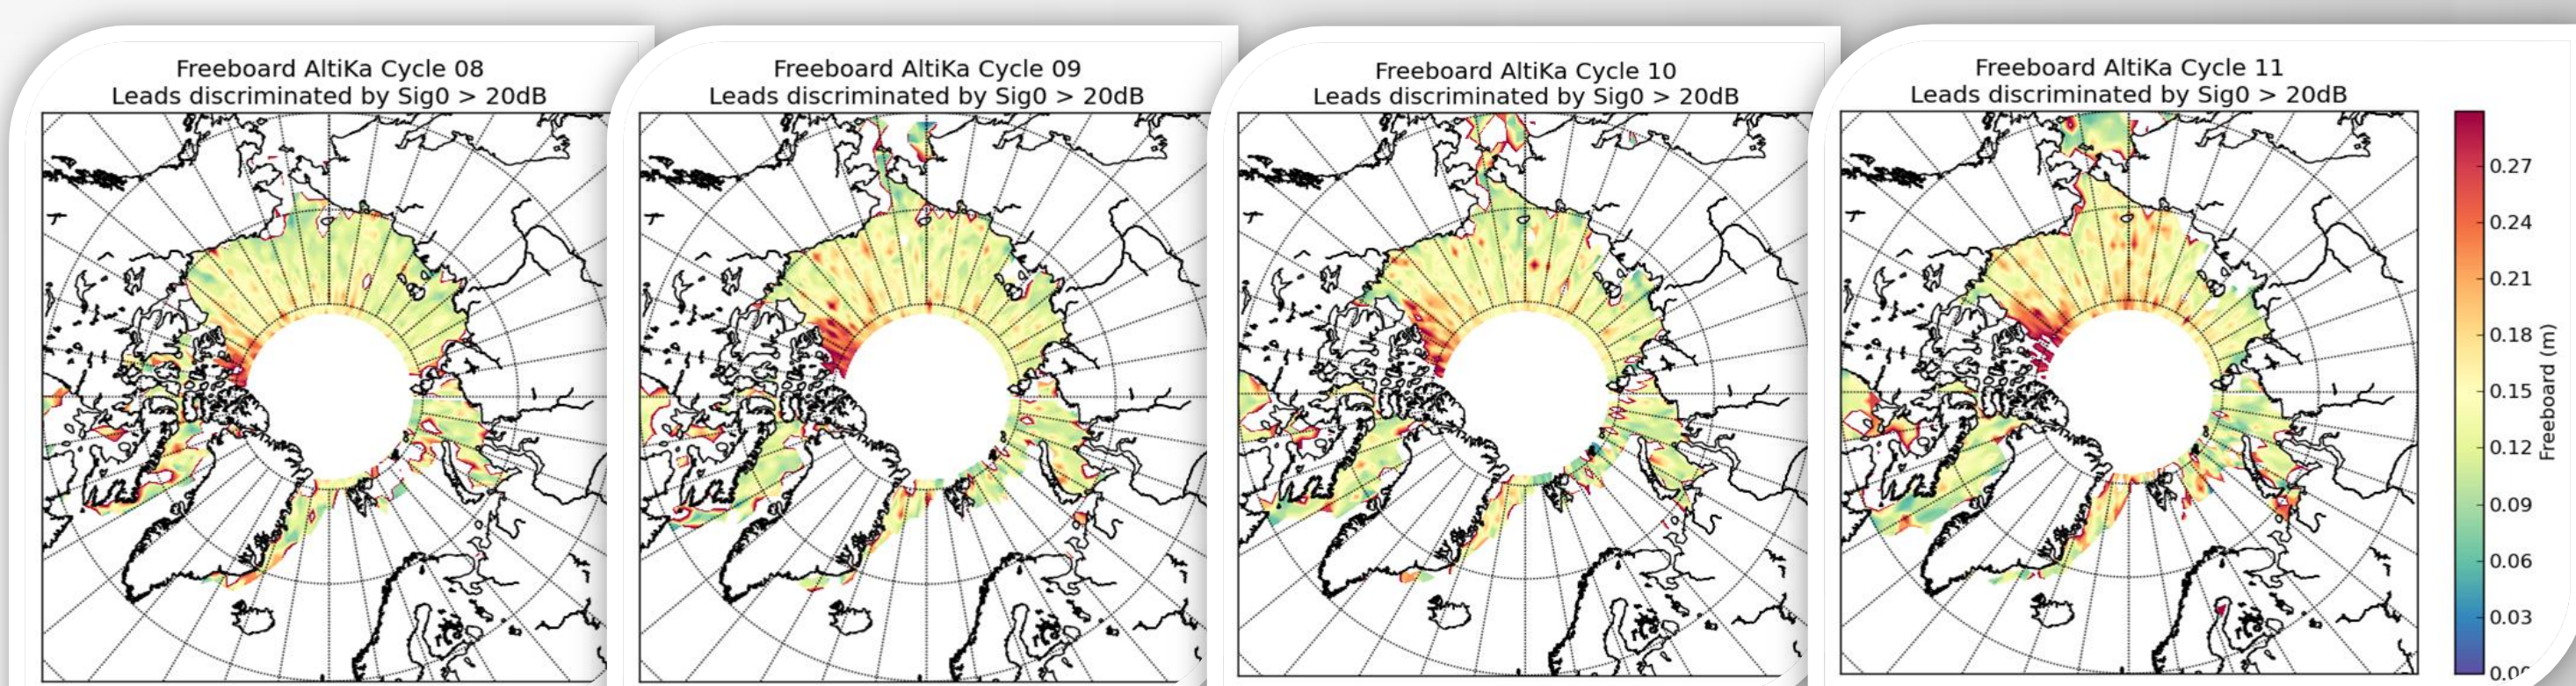 Freeboard AltiKa Cycle 08
Leads discriminated by Sig0 > 20dB
Freeboard AltiKa Cycle 09
Leads discriminated by Sig0 > 20dB
Freeboard AltiKa Cycle 10
Leads discriminated by Sig0 > 20dB
Freeboard AltiKa Cycle 11
Leads discriminated by Sig0 > 20dB
0.27
0.24
0.21
0.18
0.15
0.12
0.09
0.06
0.03
Freeboard (m)